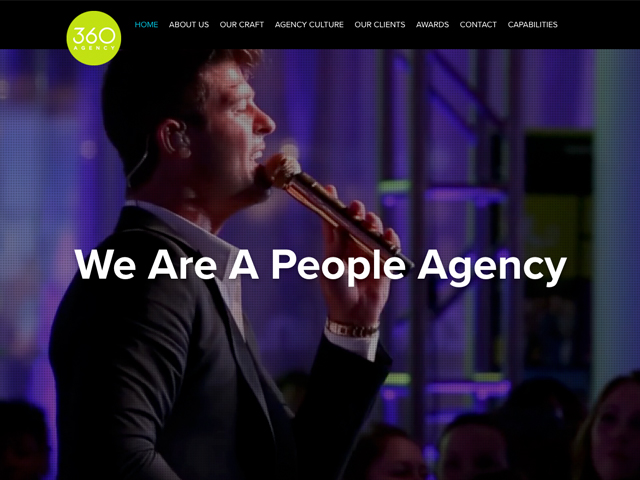 360
AGENCY
HOME ABOUT US OUR CRAFT AGENCY CULTURE OUR CLIENTS AWARDS CONTACT CAPABILITIES
We Are A People Agency